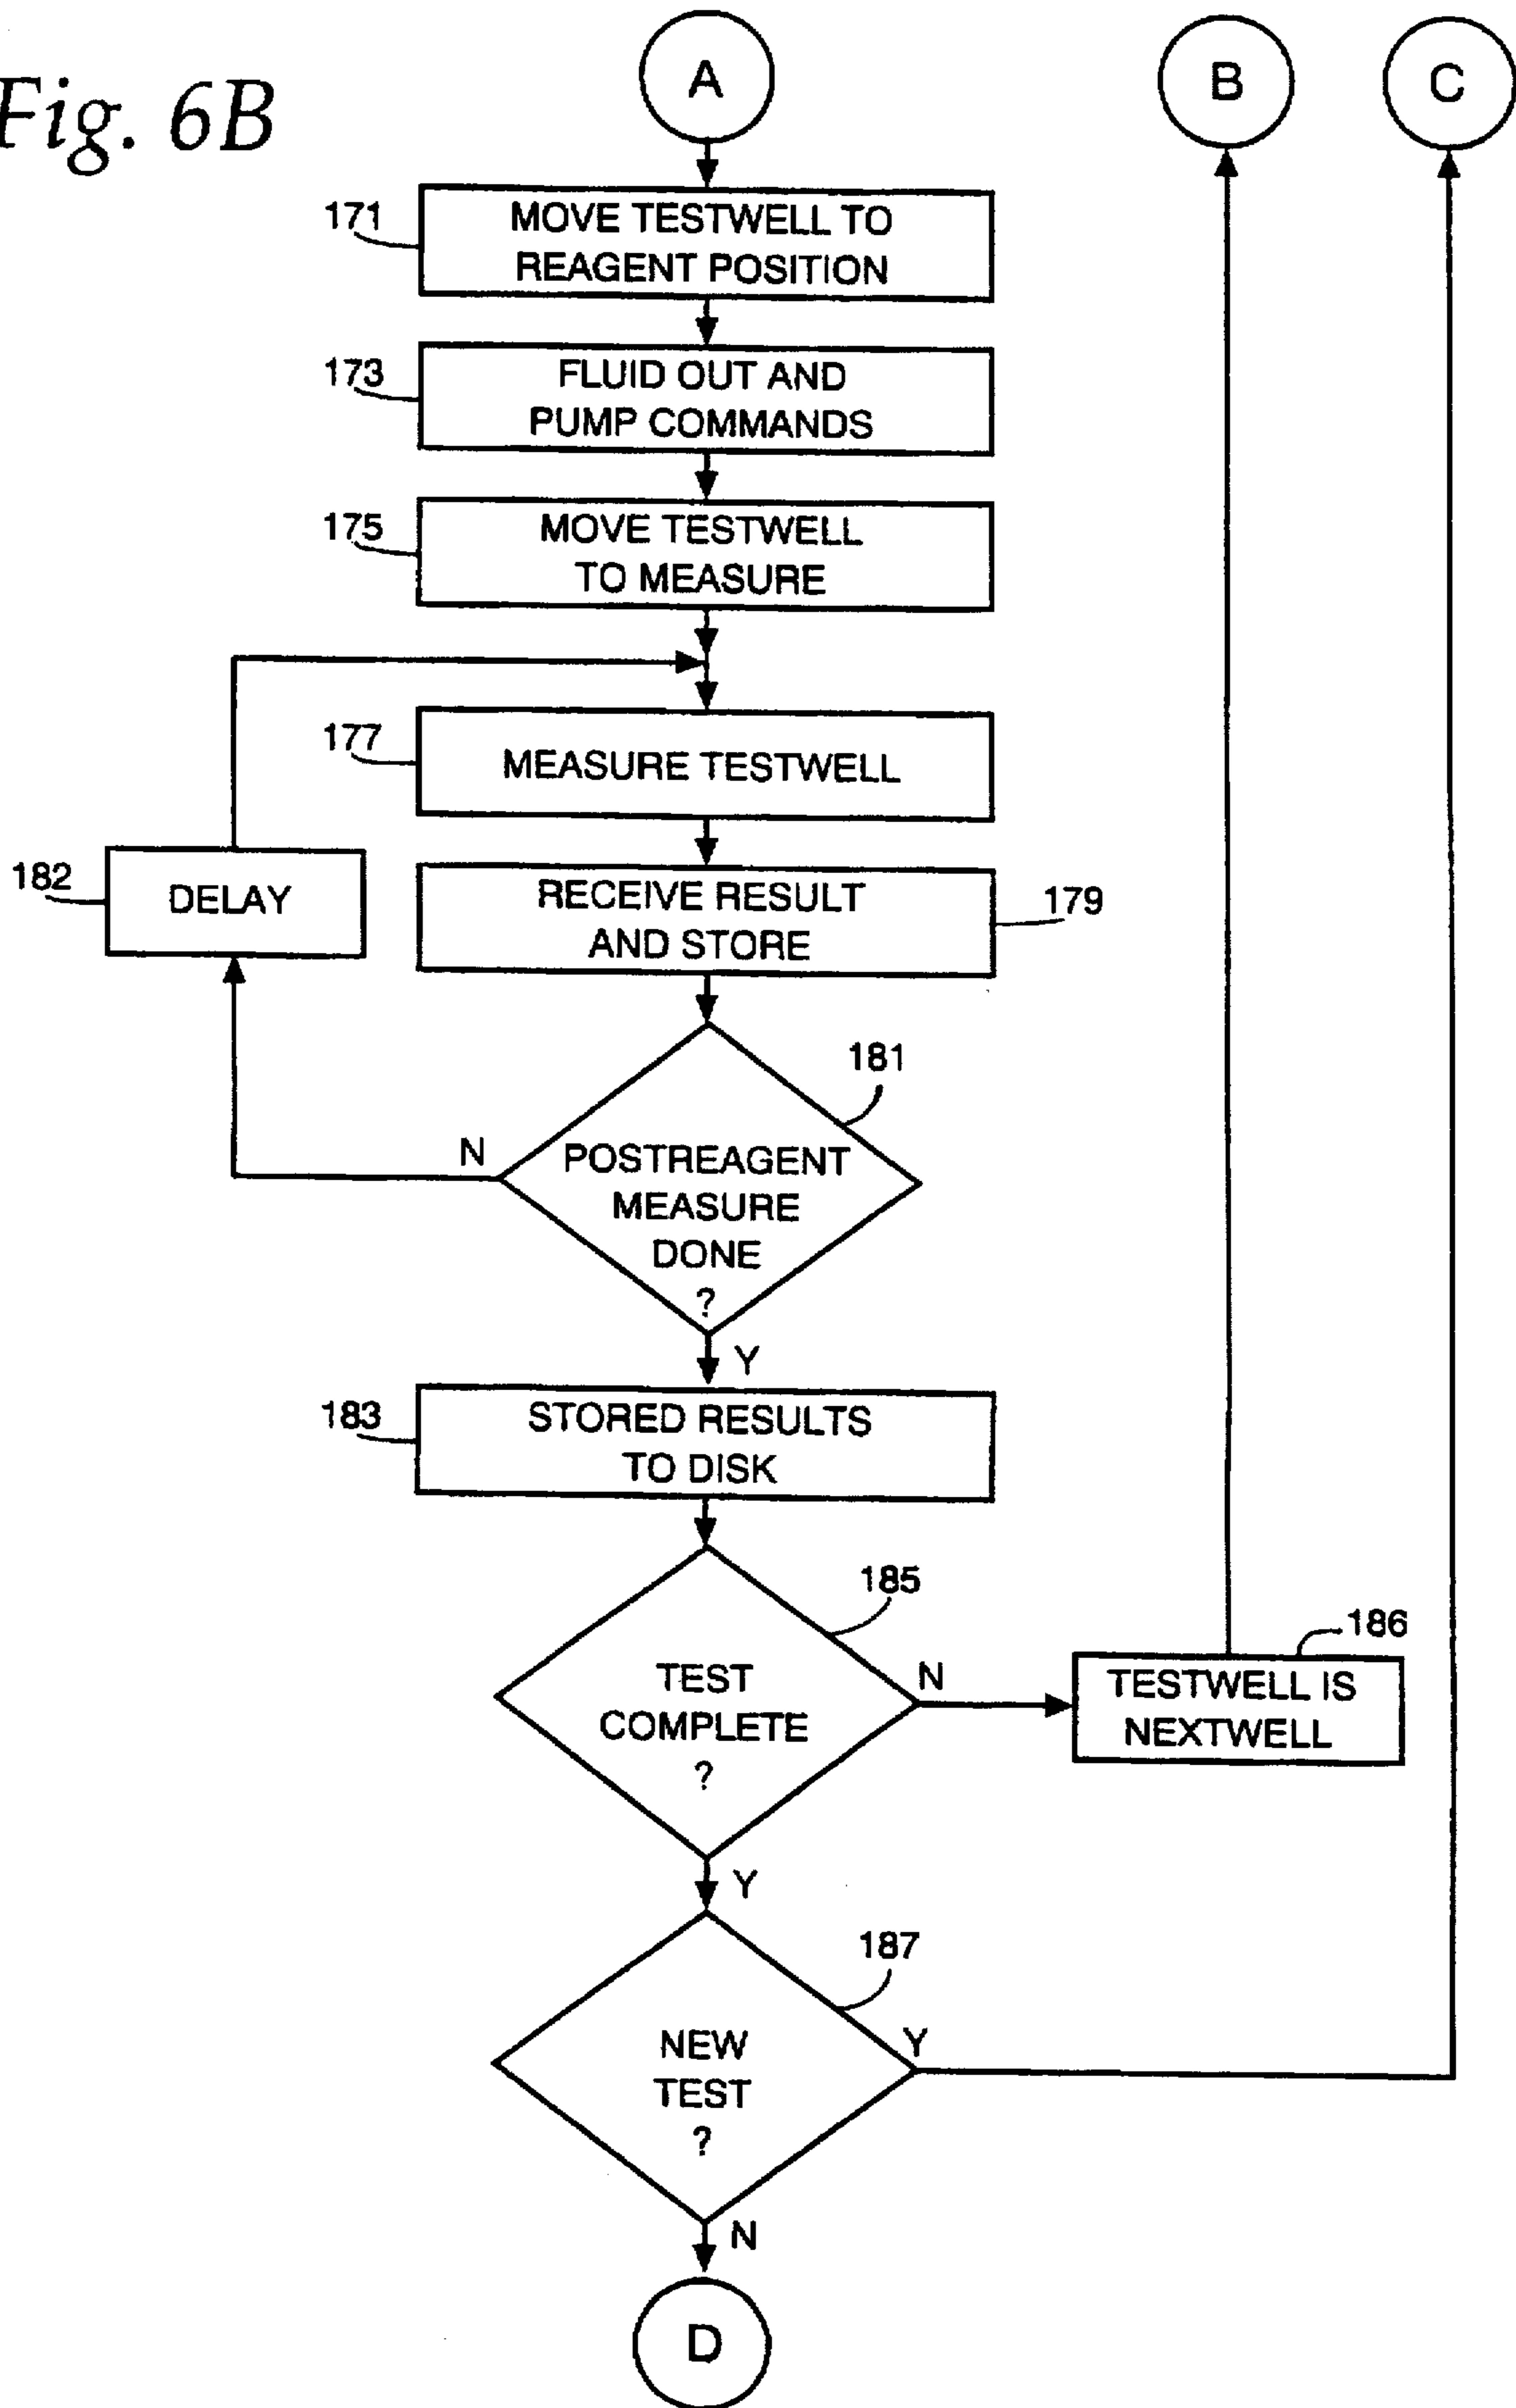 Fig. 6B
A
B
C
171
MOVE TESTWELL TO
REAGENT POSITION
173
FLUID OUT AND
PUMP COMMANDS
175
MOVE TESTWELL
TO MEASURE
177
MEASURE TESTWELL
182
DELAY
RECEIVE RESULT
AND STORE
179
181
N
POSTREAGENT
MEASURE
DONE
?
Y
183
STORED RESULTS
TO DISK
185
TEST
COMPLETE
?
N
186
TESTWELL IS
NEXTWELL
Y
187
NEW
TEST
?
Y
N
D